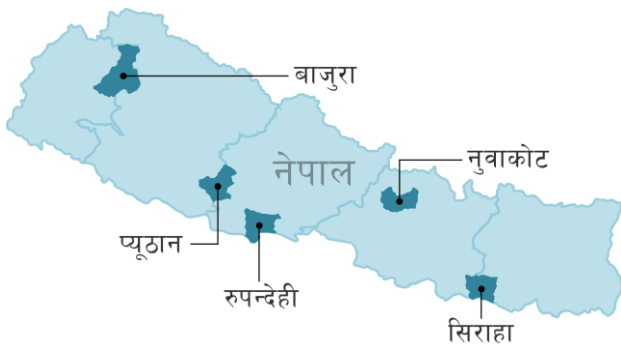 बाजुरा
नेपाल
नुवाकोट
प्यूठान
रुपन्देही
सिराहा